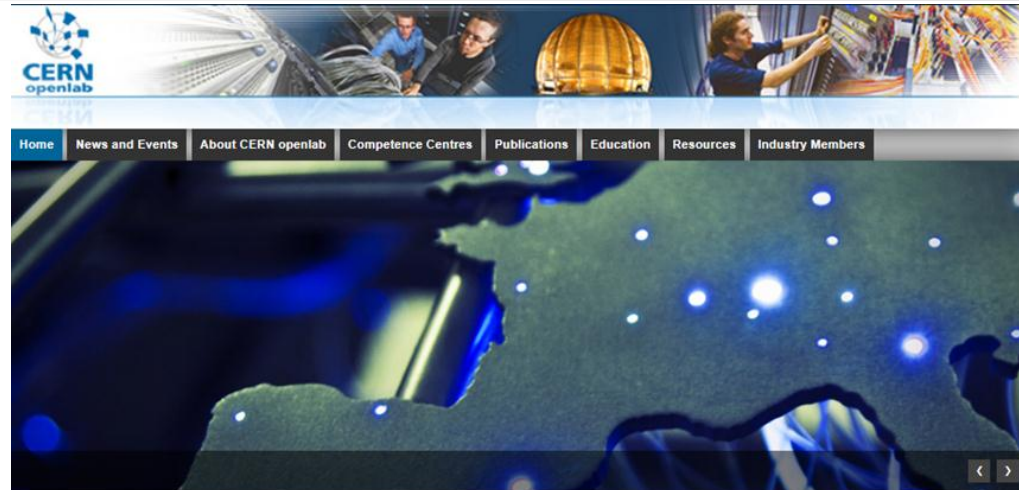 CERN
openlab
Home News and Events About CERN openlab Competence Centres Publications Education Resources Industry Members